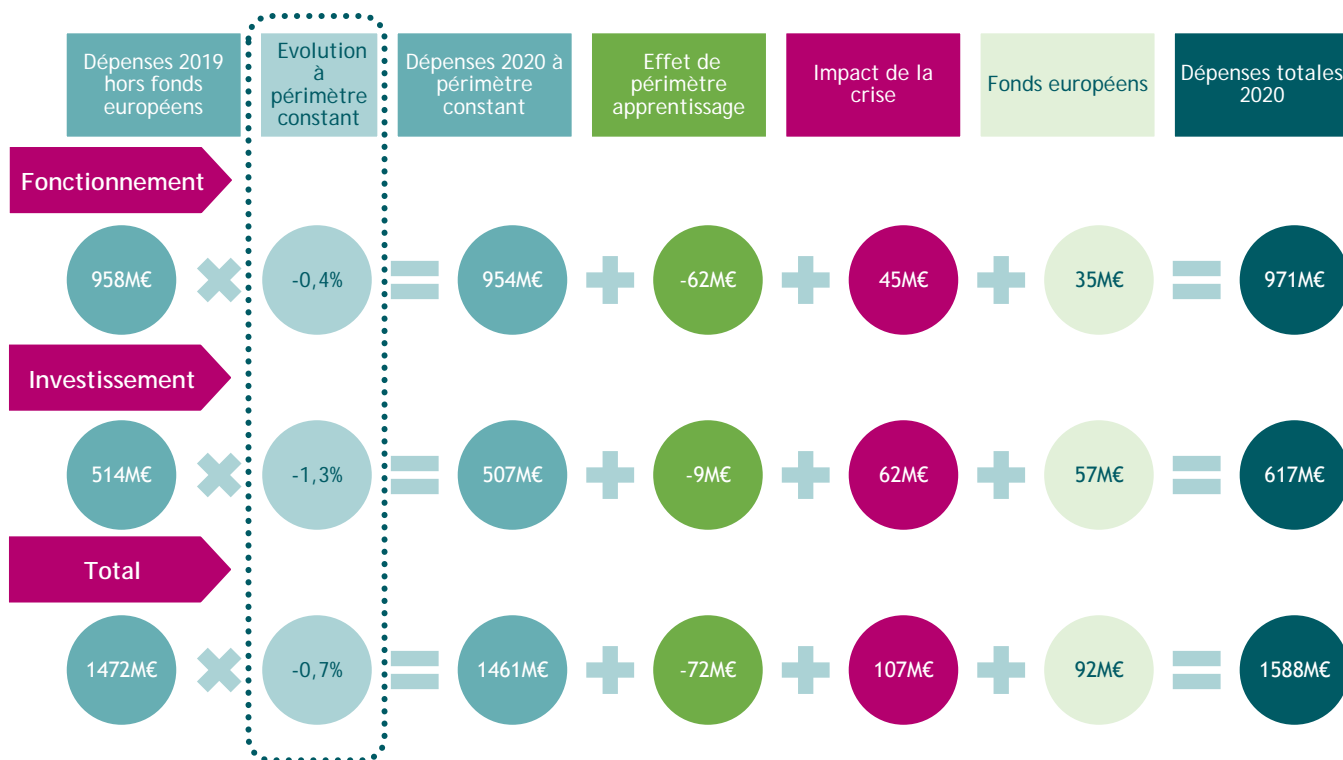 Dépenses 2019
hors fonds
européens
Evolution
à
périmètre
constant
Dépenses 2020 à
périmètre
constant
Effet de
périmètre
apprentissage
Impact de la
crise
Fonds européens
Dépenses totales
2020
Fonctionnement
958M€ -0,4% 954M€ -62M€ 45M€ 35M€ 971M€
Investissement
514M€ -1,3% 507M€ -9M€ 62M€ 57M€ 617M€
Total
1472M€ -0,7% 1461M€ -72M€ 107M€ 92M€ 1588M€